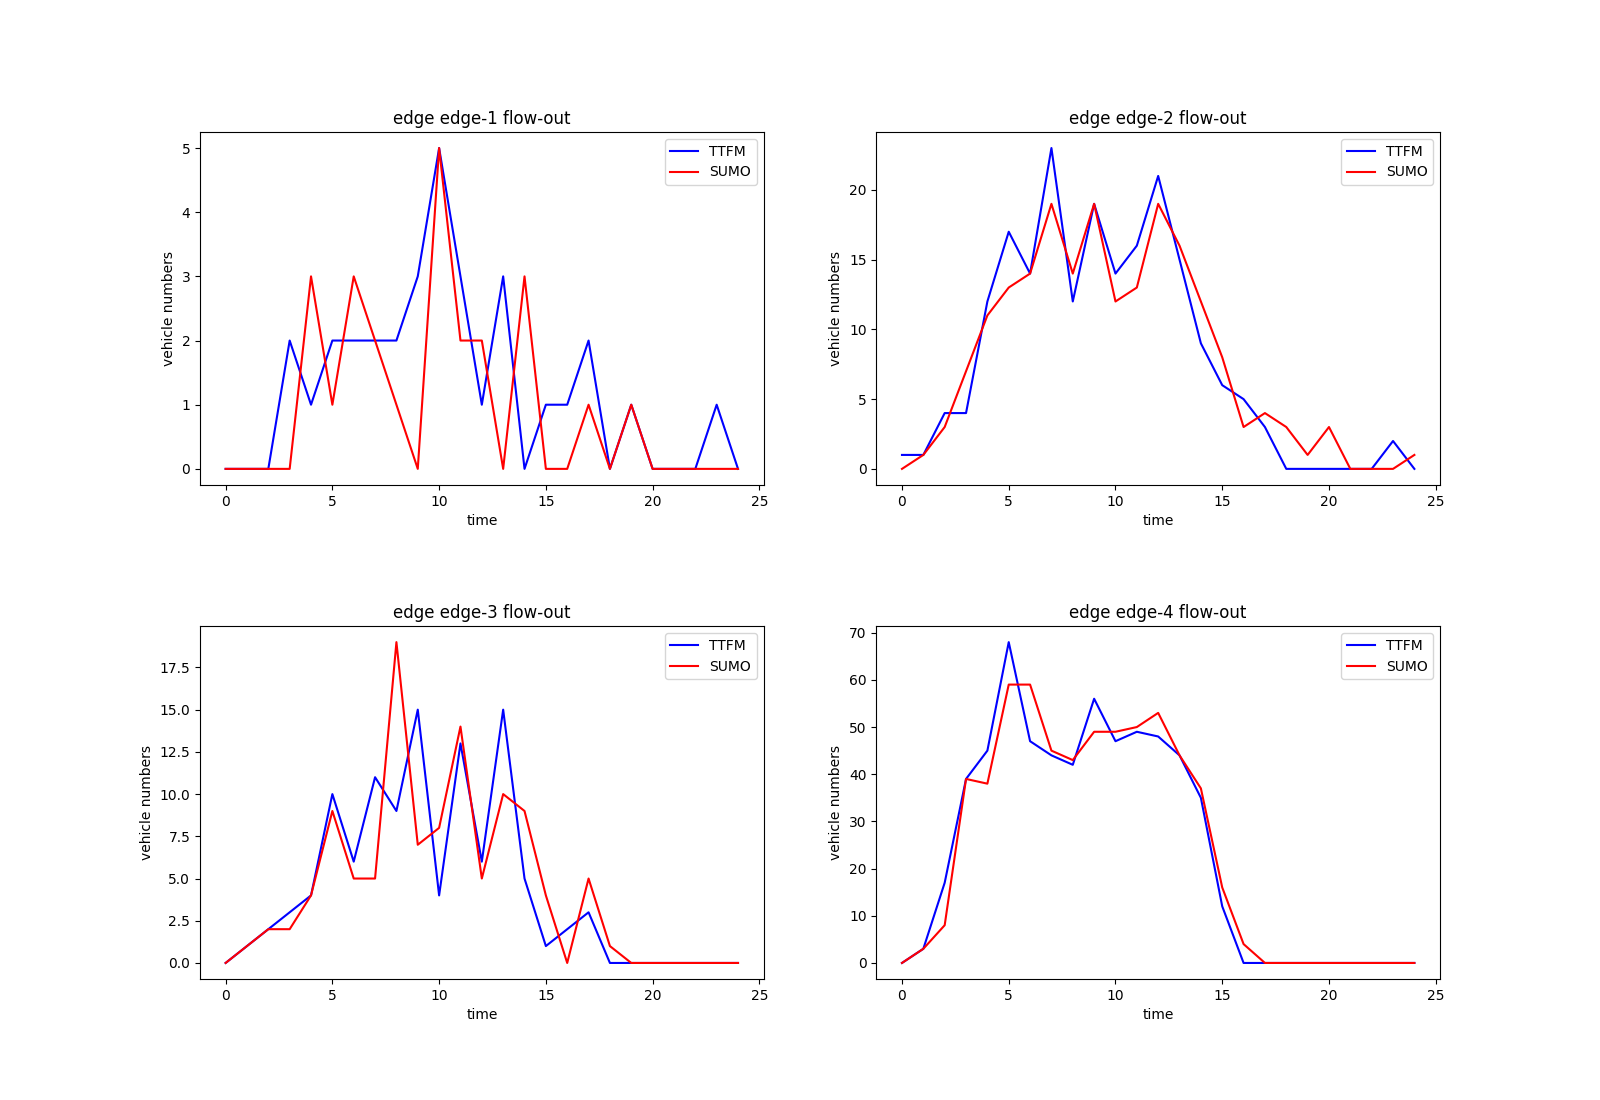 edge edge-1 flow-out
TTFM
SUMO
vehicle numbers
5
4
3
2
1
0
0 5 10 15 20 25
time
edge edge-2 flow-out
TTFM
SUMO
vehicle numbers
20
15
10
5
0
0 5 10 15 20 25
time
edge edge-3 flow-out
TTFM
SUMO
vehicle numbers
17.5
15.0
12.5
10.0
7.5
5.0
2.5
0.0
0 5 10 15 20 25
time
edge edge-4 flow-out
TTFM
SUMO
vehicle numbers
70
60
50
40
30
20
10
0
0 5 10 15 20 25
time